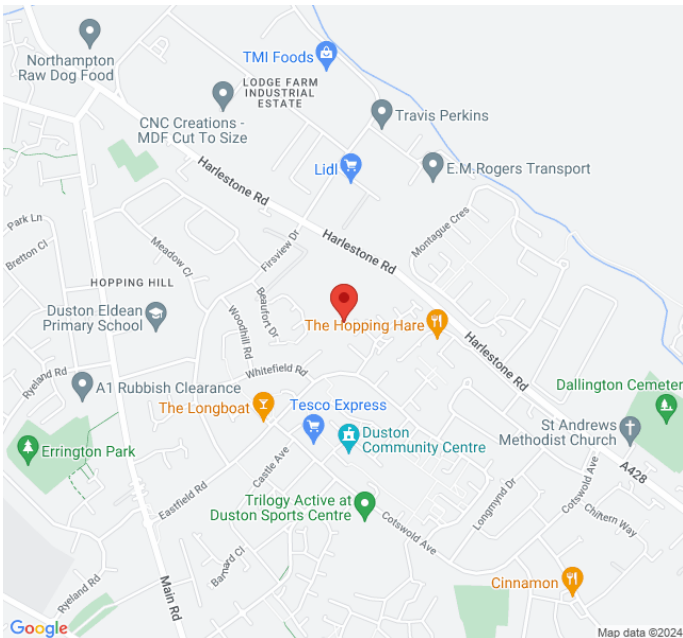 Northampton
Raw Dog Food
TMI Foods
LODGE FARM
INDUSTRIAL
ESTATE
CNC Creations -
MDF Cut To Size
Travis Perkins
Lidl
E.M.Rogers Transport
Harlestone Rd
Park Ln
Bretton Cl
Meadow Cl
Firsview Dr
Harlestone Rd
Montague Cres
HOPPING HILL
Duston Eldean
Primary School
Woodhill Rd
Beaufort Dr
The Hopping Hare
Harlestone Rd
Whitefield Rd
Ryeland Rd
A1 Rubbish Clearance
The Longboat
Tesco Express
Dallington Cemeter
Errington Park
Duston
Community Centre
St Andrews
Methodist Church
A428
Castle Ave
Eastfield Rd
Trilogy Active at
Duston Sports Centre
Longmynd Dr
Cotswold Ave
Chiltern Way
Cotswold Ave
Barnard Cl
Ryeland Rd
Main Rd
Cinnamon
Google
Map data ©2024